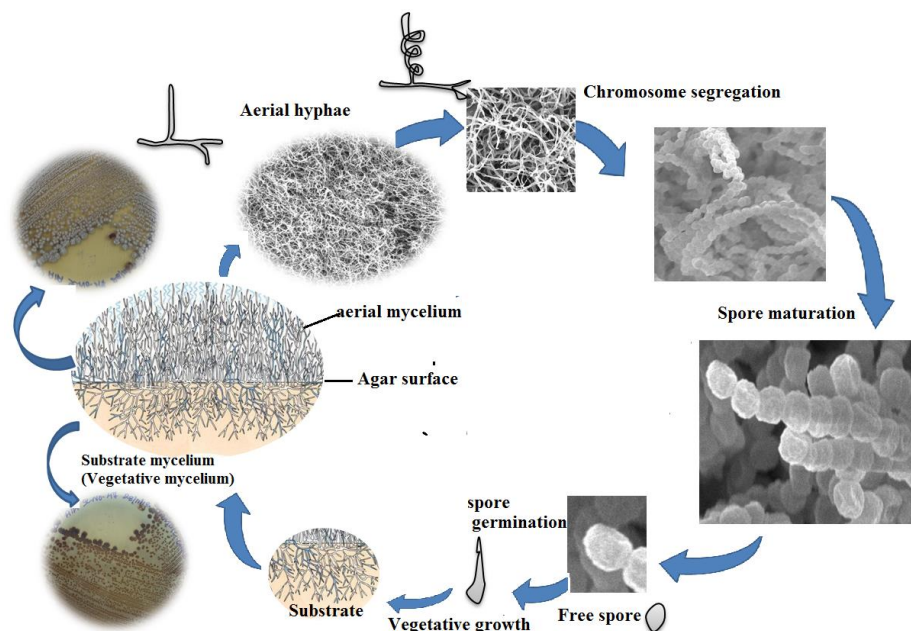 Aerial hyphae
Chromosome segregation
aerial mycelium
Agar surface
Spore maturation
Substrate mycelium
(Vegetative mycelium)
spore
germination
Substrate
Vegetative growth
Free spore